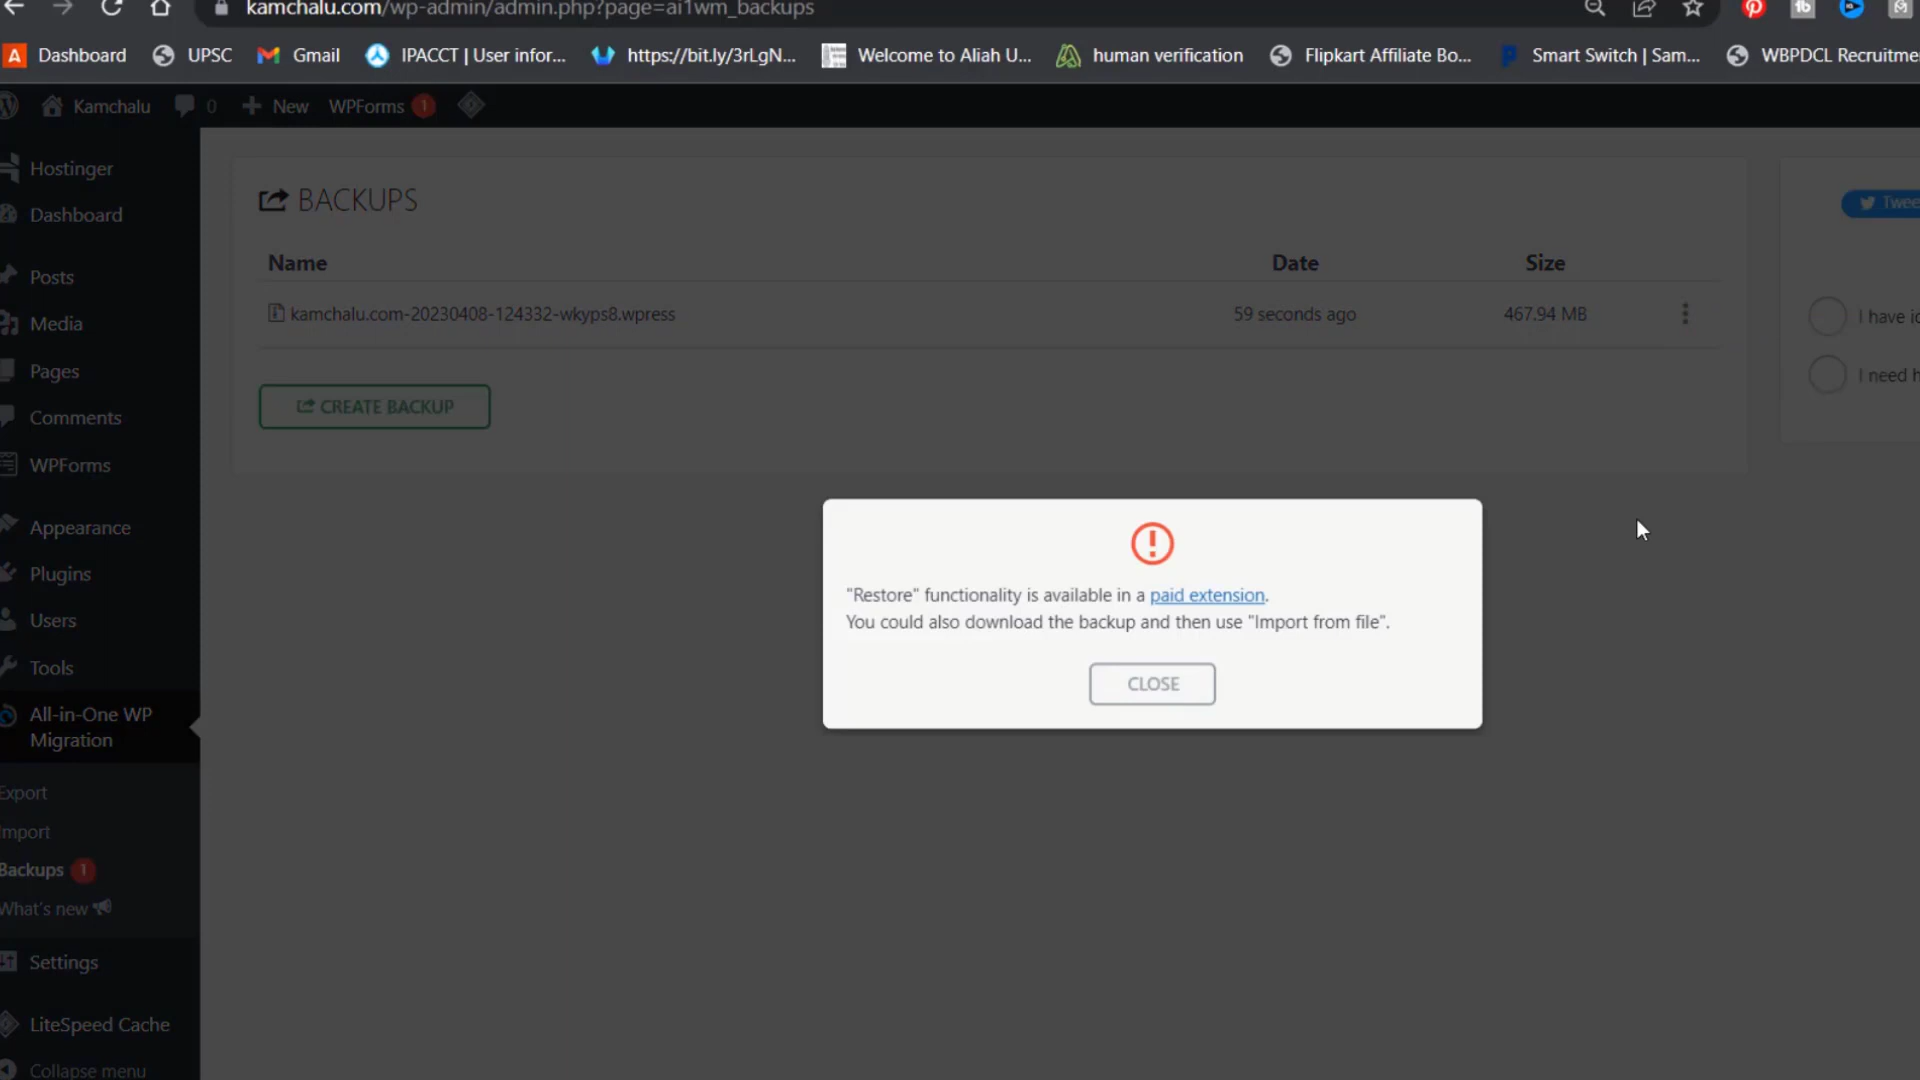 kamchalu.com/wp-admin/admin.php?page=ai1wm_backups
Dashboard
UPSC
Gmail
IPACCT | User infor...
https://bit.ly/3rLgN...
Welcome to Aliah U...
human verification
Flipkart Affiliate Bo...
Smart Switch | Sam...
WBPDCL Recruitme
Kamchalu
0
New
WPForms 1
Hostinger
Dashboard
Posts
Media
Pages
Comments
WPForms
Appearance
Plugins
Users
Tools
All-in-One WP
Migration
Export
Import
Backups 1
What's new
Settings
LiteSpeed Cache
Collapse menu
BACKUPS
Name Date Size
kamchalu.com-20230408-124332-wkyps8.wpress 59 seconds ago 467.94 MB
CREATE BACKUP
Twee
I have i
I need h
"Restore" functionality is available in a paid extension.
You could also download the backup and then use "Import from file".
CLOSE